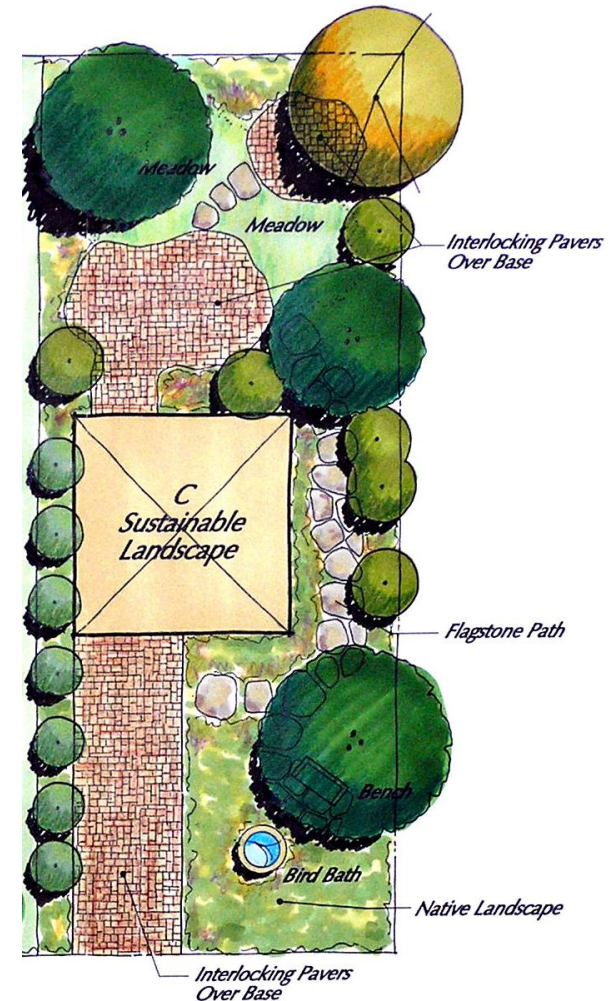 Meadow
Meadow
Interlocking Pavers
Over Base
C
Sustainable
Landscape
Flagstone Path
Bench
Bird Bath
Native Landscape
Interlocking Pavers
Over Base